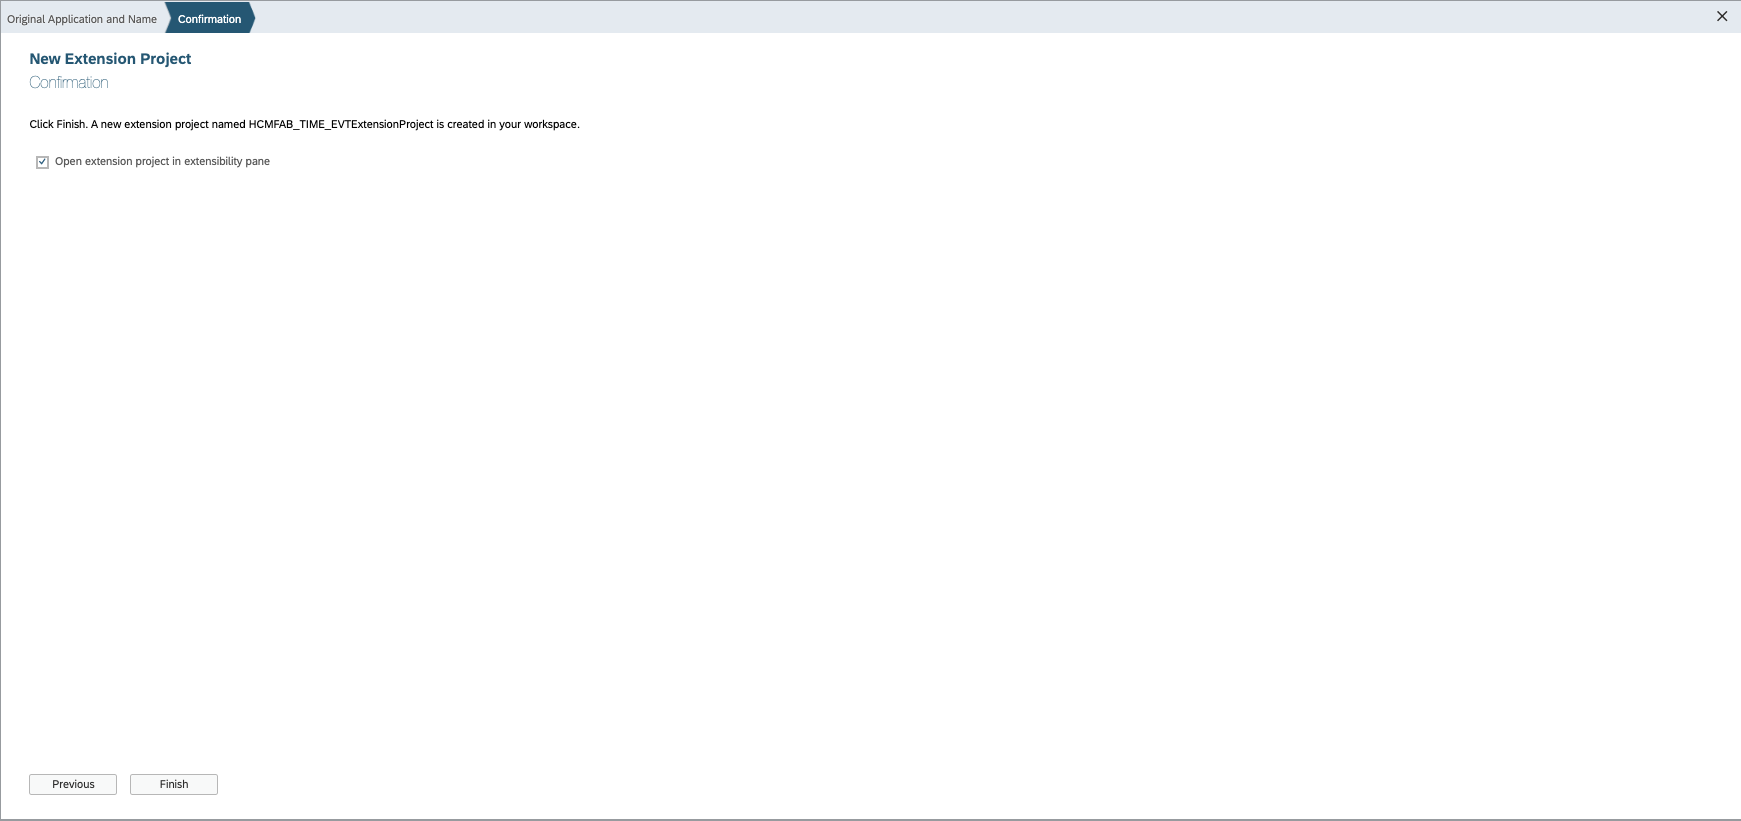 Original Application and Name
Confirmation
New Extension Project
Confirmation
Click Finish. A new extension project named HCMFAB_TIME_EVTExtensionProject is created in your workspace.
Open extension project in extensibility pane
Previous
Finish